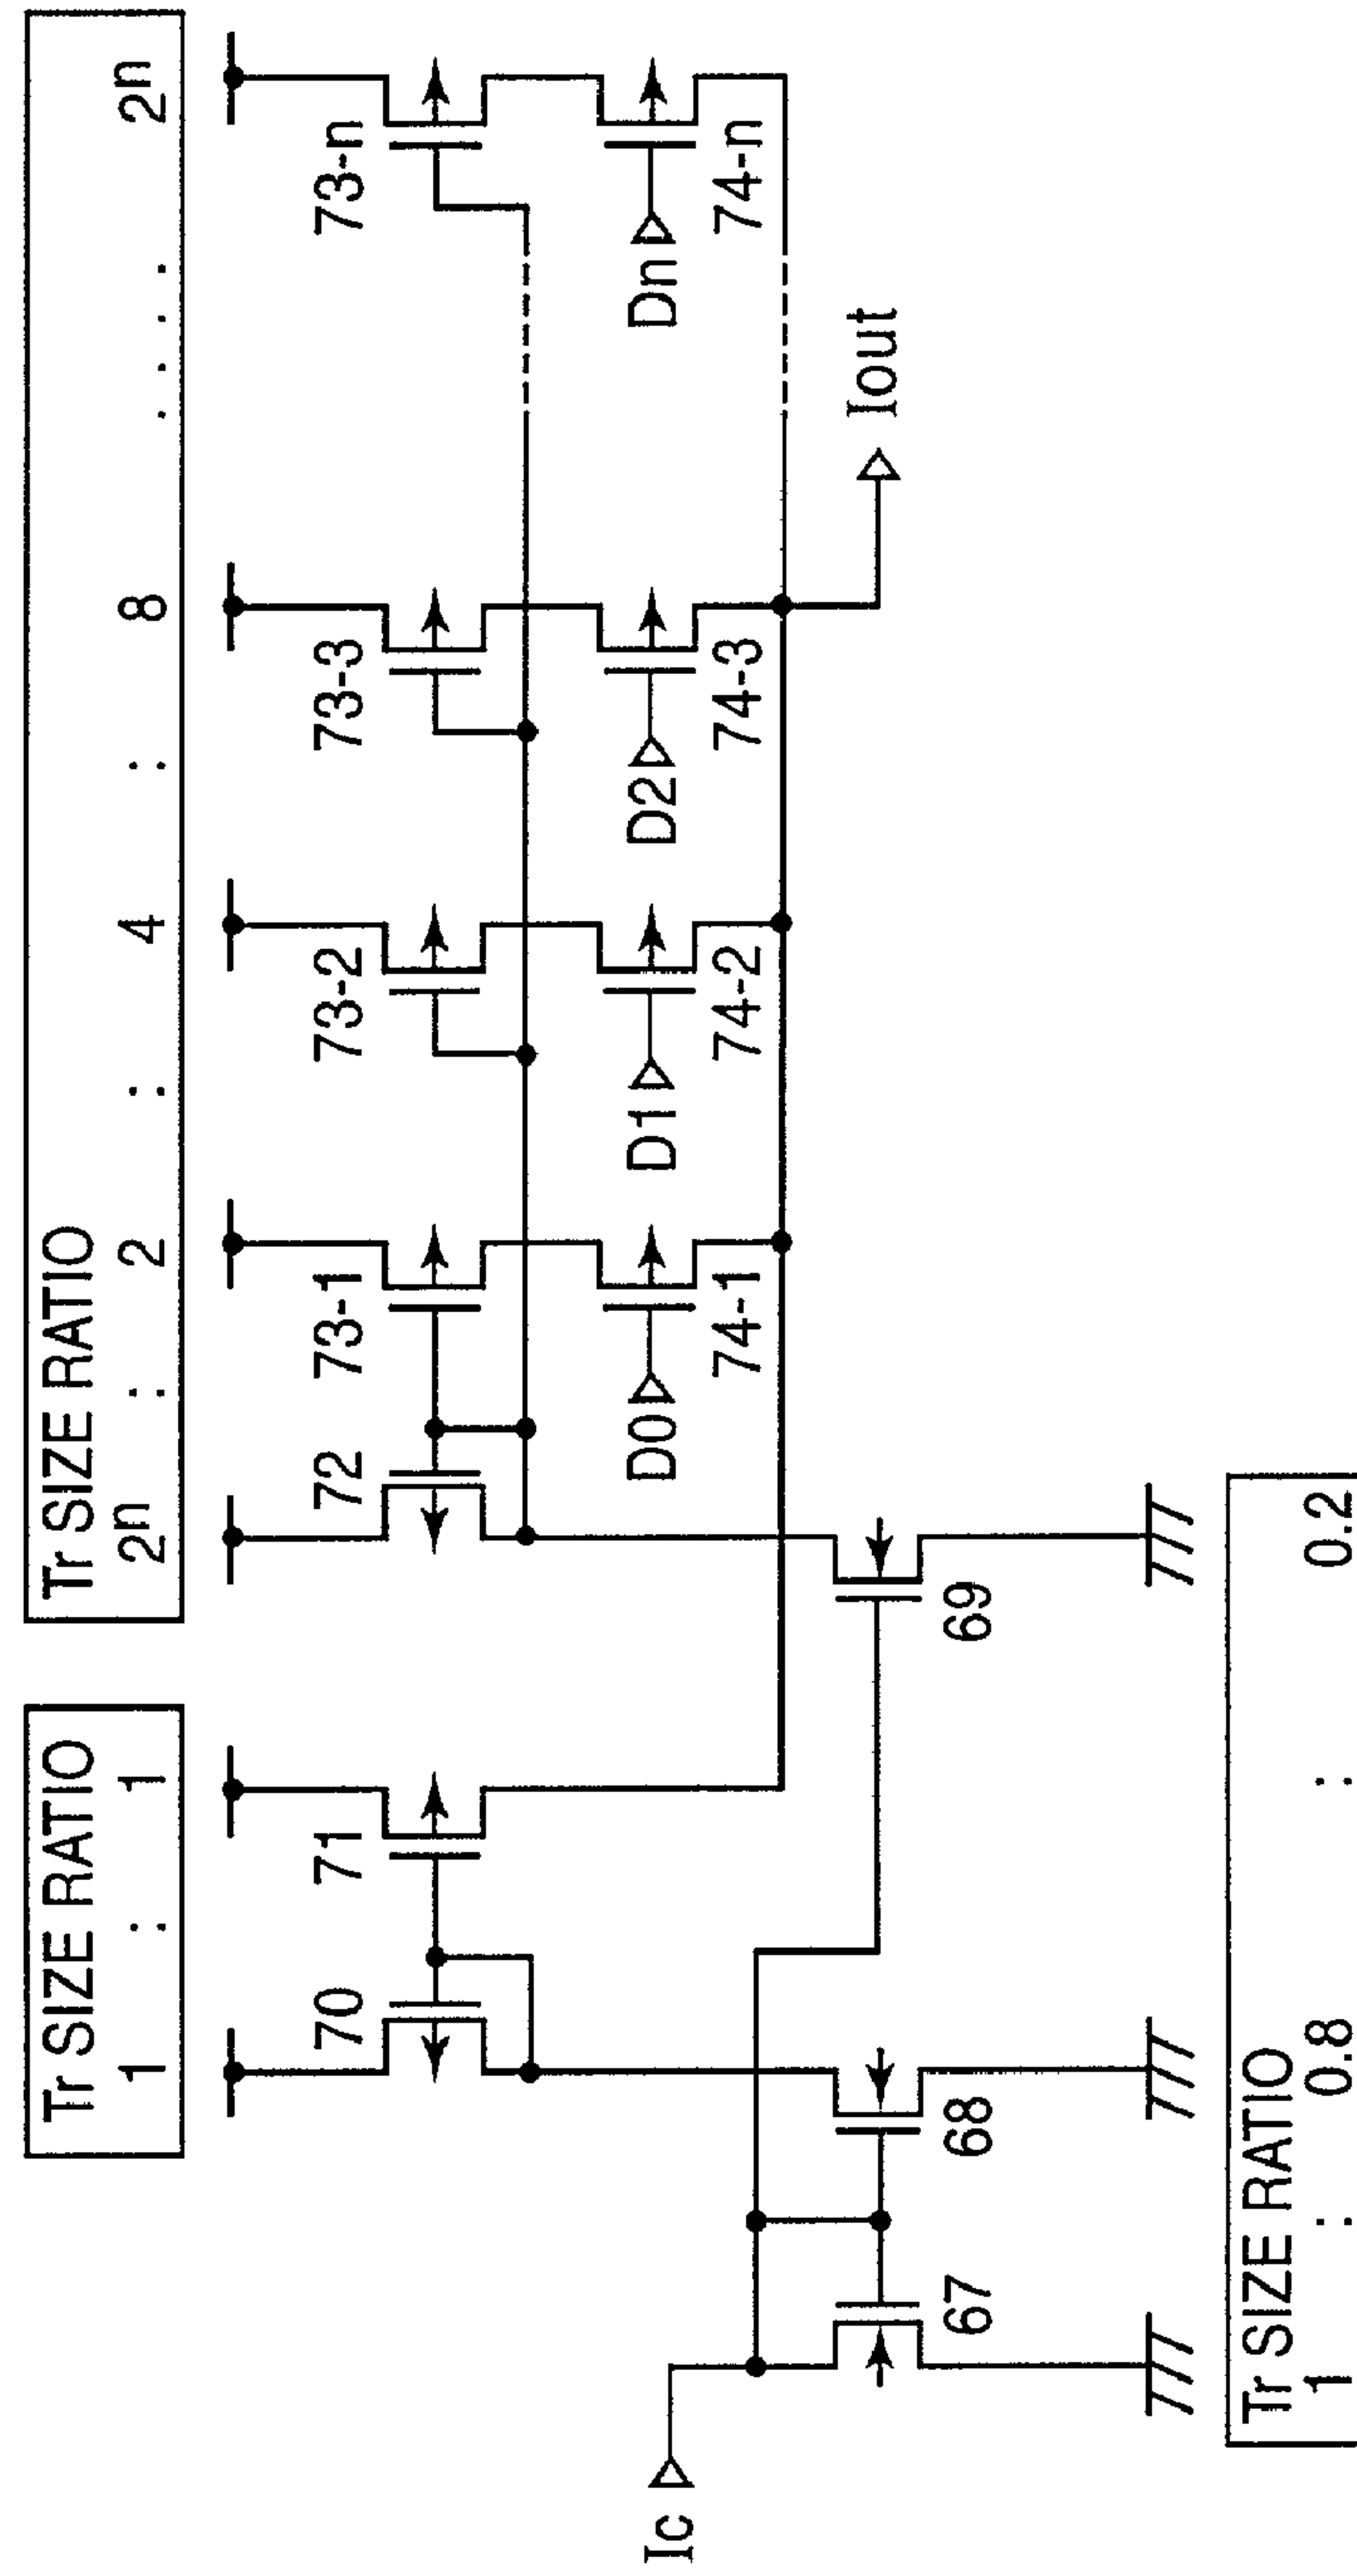 Tr SIZE RATIO
1 : 1
Tr SIZE RATIO
2n : 2 : 4 : 8 . . . . 2n
70 71 72 73-1 73-2 73-3 73-n
D0 D1 D2 Dn
74-1 74-2 74-3 74-n
Ic
Iout
67 68 69
Tr SIZE RATIO
1 : 0.8 : 0.2